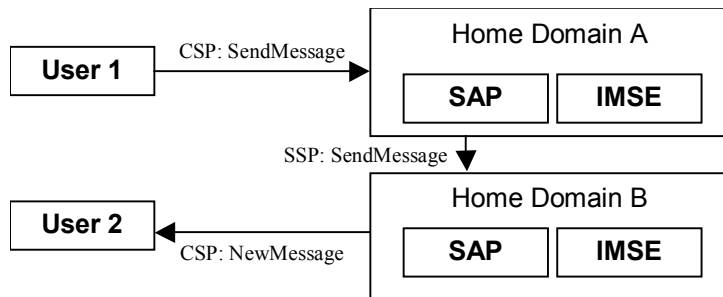 Home Domain A
CSP: SendMessage
User 1
SAP IMSE
SSP: SendMessage
Home Domain B
User 2
CSP: NewMessage
SAP IMSE